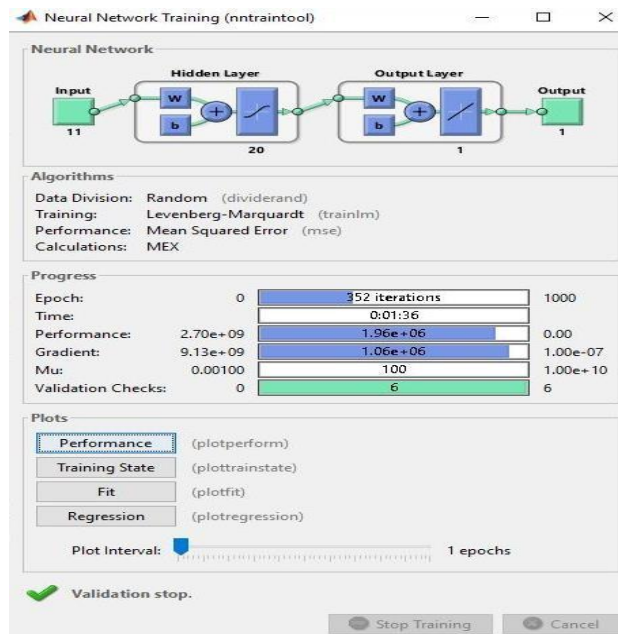 Neural Network Training (nntraintool)
Neural Network
Hidden Layer
Output Layer
Input
W
b
W
b
Output
11
20
1
1
Algorithms
Data Division: Random (dividerand)
Training: Levenberg-Marquardt (trainlm)
Performance: Mean Squared Error (mse)
Calculations: MEX
Progress
Epoch: 0 352 iterations 1000
Time: 0:01:36
Performance: 2.70e+09 1.96e+06 0.00
Gradient: 9.13e+09 1.06e+06 1.00e-07
Mu: 0.00100 100 1.00e+10
Validation Checks: 0 6 6
Plots
Performance (plotperform)
Training State (plottrainstate)
Fit (plotfit)
Regression (plotregression)
Plot Interval: 1 epochs
Validation stop.
Stop Training Cancel